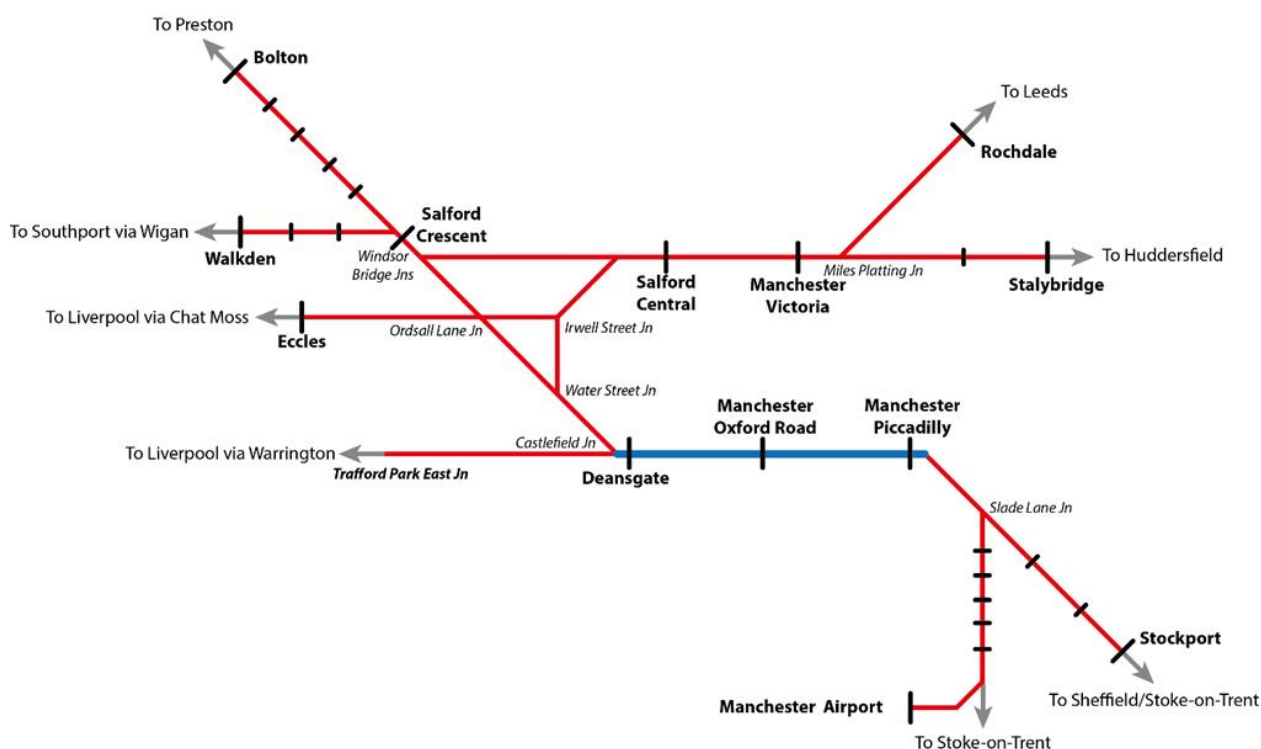 To Preston
Bolton
To Leeds
Rochdale
Salford
Crescent
To Southport via Wigan
Walkden
Windsor
Bridge Jns
Salford
Central
Manchester
Victoria
Miles Platting Jn
Stalybridge
To Huddersfield
To Liverpool via Chat Moss
Eccles
Ordsall Lane Jn
Irwell Street Jn
Water Street Jn
Manchester
Oxford Road
Manchester
Piccadilly
To Liverpool via Warrington
Castlefield Jn
Trafford Park East Jn
Deansgate
Slade Lane Jn
Stockport
To Sheffield/Stoke-on-Trent
Manchester Airport
To Stoke-on-Trent